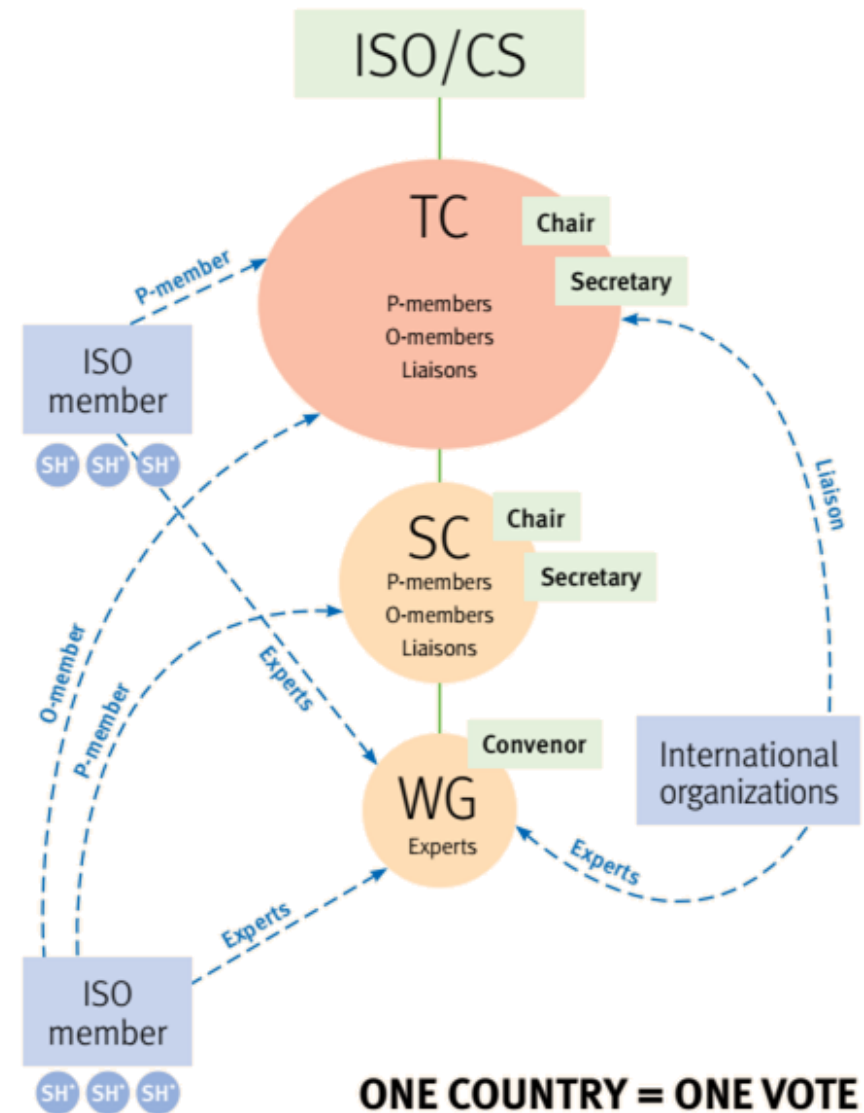 ISO/CS
TC
Chair
Secretary
P-members
O-members
Liaisons
P-member
ISO
member
SH* SH* SH*
Liaison
SC
Chair
Secretary
P-members
O-members
Liaisons
O-member
P-member
Experts
Convenor
WG
Experts
International
organizations
Experts
Experts
ISO
member
SH* SH* SH*
ONE COUNTRY = ONE VOTE